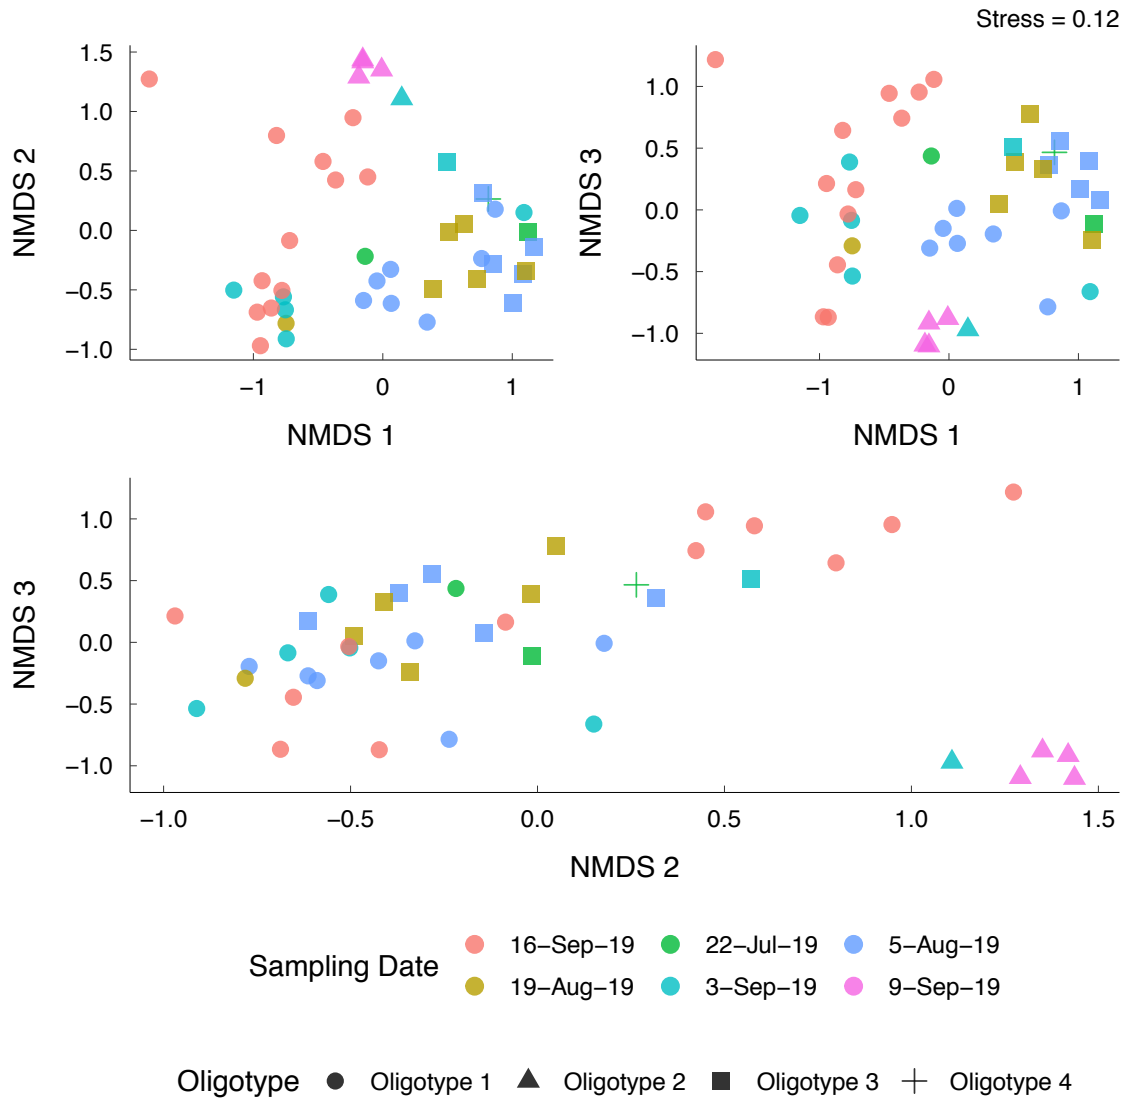 Stress = 0.12
1.5
1.0
0.5
0.0
−0.5
−1.0
NMDS 2
−1
0
1
NMDS 1
1.0
0.5
0.0
−0.5
−1.0
NMDS 3
−1
0
1
NMDS 1
1.0
0.5
0.0
−0.5
−1.0
NMDS 3
−1.0
−0.5
0.0
0.5
1.0
1.5
NMDS 2
Sampling Date
16−Sep−19 22−Jul−19 5−Aug−19
19−Aug−19 3−Sep−19 9−Sep−19
Oligotype Oligotype 1 Oligotype 2 Oligotype 3 Oligotype 4